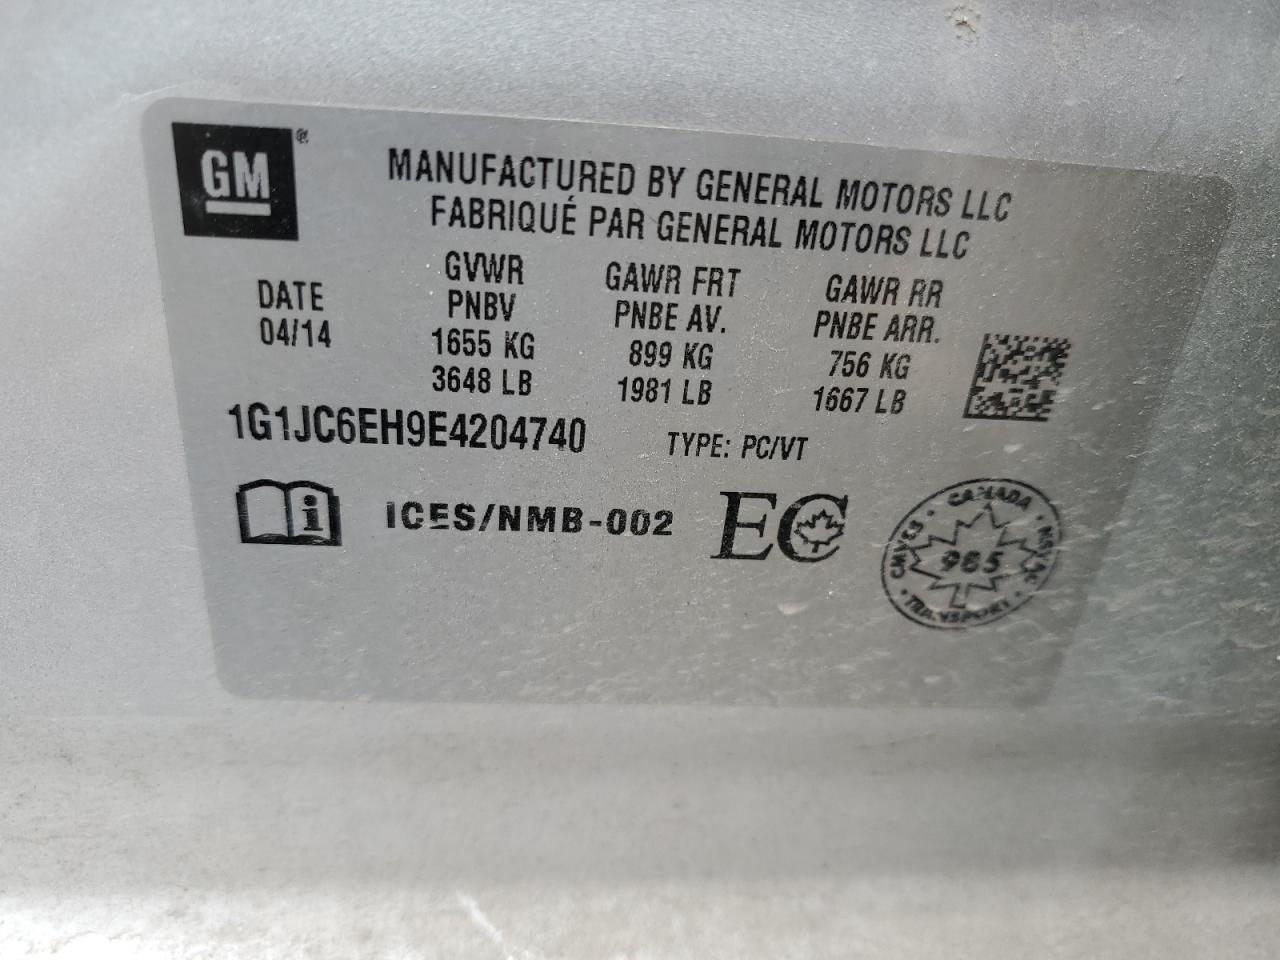 GM®
MANUFACTURED BY GENERAL MOTORS LLC
FABRIQUÉ PAR GENERAL MOTORS LLC
DATE
04/14
GVWR
PNBV
1655 KG
3648 LB
GAWR FRT
PNBE AV.
899 KG
1981 LB
GAWR RR
PNBE ARR.
756 KG
1667 LB
1G1JC6EH9E4204740 TYPE: PC/VT
i ICES/NMB-002 EC
CANADA
985
TRANSPORT